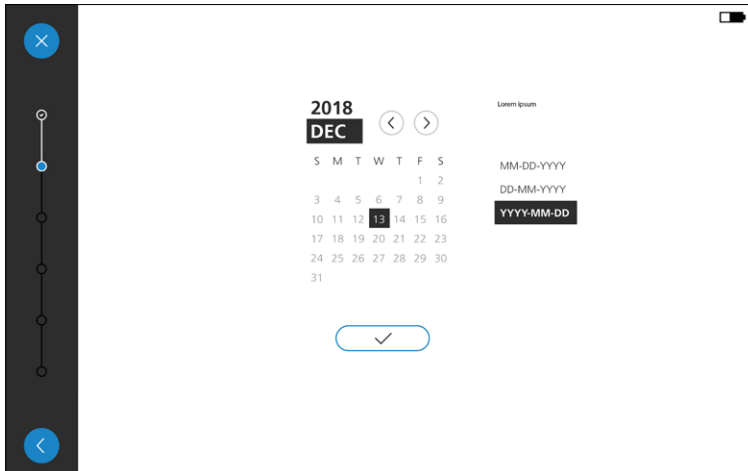 2018
DEC
S M T W T F S
1 2
3 4 5 6 7 8 9
10 11 12 13 14 15 16
17 18 19 20 21 22 23
24 25 26 27 28 29 30
31
Lorem ipsum
MM-DD-YYYY
DD-MM-YYYY
YYYY-MM-DD